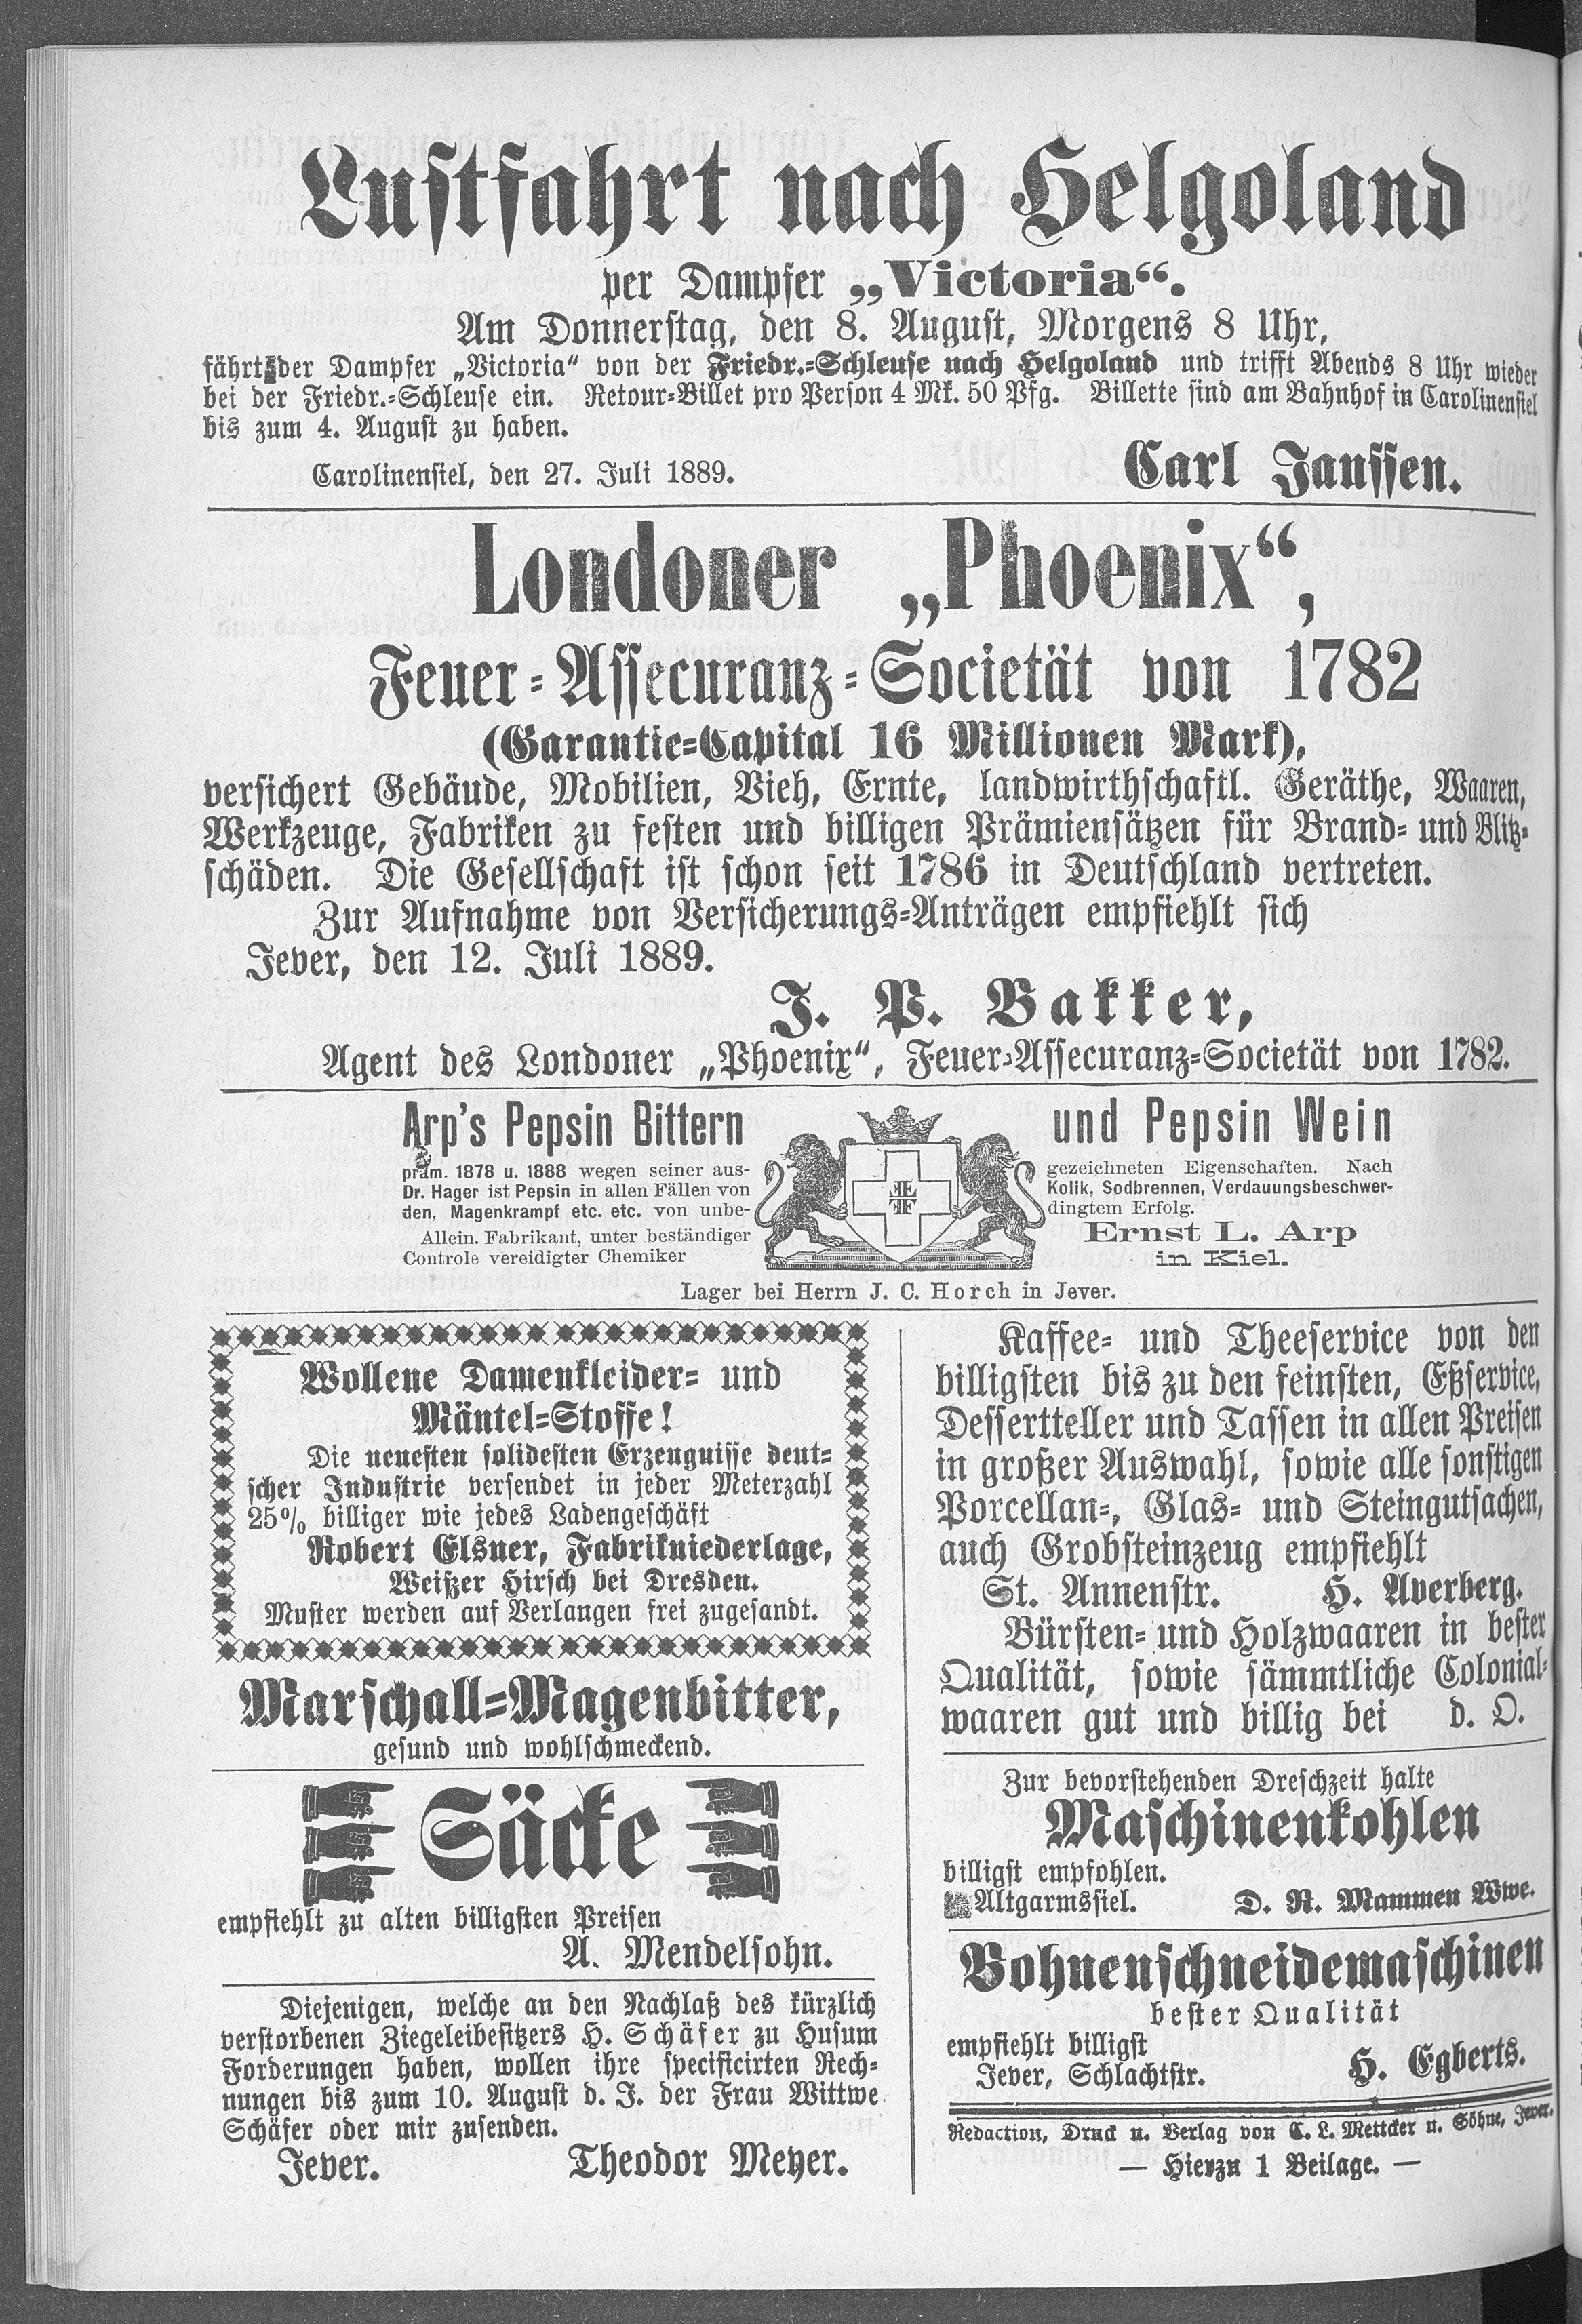 Lustfahrt nach Helgoland
per Dampfer „Victoria“.
Am Donnerstag, den 8. August, Morgens 8 Uhr,
fährt der Dampfer „Victoria“ von der Friedr.-Schleuse nach Helgoland und trifft Abends 8 Uhr wieder
bei der Friedr.-Schleuse ein. Retour-Billet pro Person 4 Mk. 50 Pfg. Billette sind am Bahnhof in Carolinensiel
bis zum 4. August zu haben.
Carolinensiel, den 27. Juli 1889.
Carl Janssen.
Londoner „Phoenix“,
Feuer-Assecuranz-Societät von 1782
(Garantie-Capital 16 Millionen Mark),
versichert Gebäude, Mobilien, Vieh, Ernte, landwirthschaftl. Geräthe, Waaren,
Werkzeuge, Fabriken zu festen und billigen Prämiensätzen für Brand- und Blitz-
schäden. Die Gesellschaft ist schon seit 1786 in Deutschland vertreten.
Zur Aufnahme von Versicherungs-Anträgen empfiehlt sich
Jever, den 12. Juli 1889.
J. P. Bakker,
Agent des Londoner „Phoenix“, Feuer-Assecuranz-Societät von 1782.
Arp's Pepsin Bittern und Pepsin Wein
präm. 1878 u. 1888 wegen seiner aus- gezeichneten Eigenschaften. Nach
Dr. Hager ist Pepsin in allen Fällen von Kolik, Sodbrennen, Verdauungsbeschwer-
den, Magenkrampf etc. etc. von unbe- dingtem Erfolg.
Allein. Fabrikant, unter beständiger Ernst L. Arp
Controle vereidigter Chemiker in Kiel.
Lager bei Herrn J. C. Horch in Jever.
Wollene Damenkleider- und
Mäntel-Stoffe!
Die neuesten solidesten Erzeugnisse deut-
scher Industrie versendet in jeder Meterzahl
25% billiger wie jedes Ladengeschäft
Robert Elsner, Fabrikniederlage,
Weißer Hirsch bei Dresden.
Muster werden auf Verlangen frei zugesandt.
Marschall-Magenbitter,
gesund und wohlschmeckend.
Säcke
empfiehlt zu alten billigsten Preisen
A. Mendelsohn.
Diejenigen, welche an den Nachlaß des kürzlich
verstorbenen Ziegeleibesitzers H. Schäfer zu Husum
Forderungen haben, wollen ihre specificirten Rech-
nungen bis zum 10. August d. J. der Frau Wittwe
Schäfer oder mir zusenden.
Jever. Theodor Meyer.
Kaffee- und Theeservice von den
billigsten bis zu den feinsten, Eßservice,
Dessertteller und Tassen in allen Preisen
in großer Auswahl, sowie alle sonstigen
Porcellan-, Glas- und Steingutsachen,
auch Grobsteinzeug empfiehlt
St. Annenstr. H. Averberg.
Bürsten- und Holzwaaren in bester
Qualität, sowie sämmtliche Colonial-
waaren gut und billig bei d. O.
Zur bevorstehenden Dreschzeit halte
Maschinenkohlen
billigst empfohlen.
Altgarmssiel. D. R. Mammen Wwe.
Bohnenschneidemaschinen
bester Qualität
empfiehlt billigst
Jever, Schlachtstr. H. Egberts.
Redaction, Druck u. Verlag von C. L. Mettcker u. Söhne, Jever.
— Hierzu 1 Beilage. —